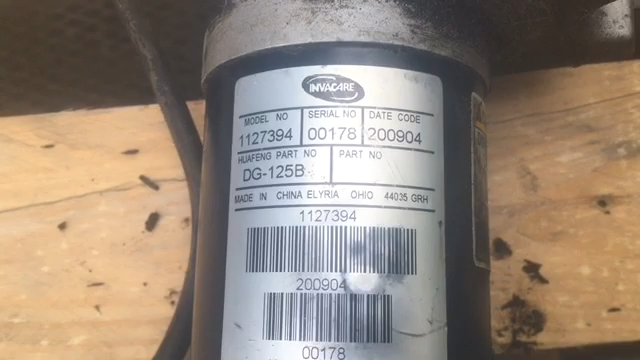 INVACARE
MODEL NO SERIAL NO DATE CODE
1127394 00178 200904
HUAFENG PART NO PART NO
DG-125B
MADE IN CHINA ELYRIA OHIO 44035 GRH
1127394
200904
00178